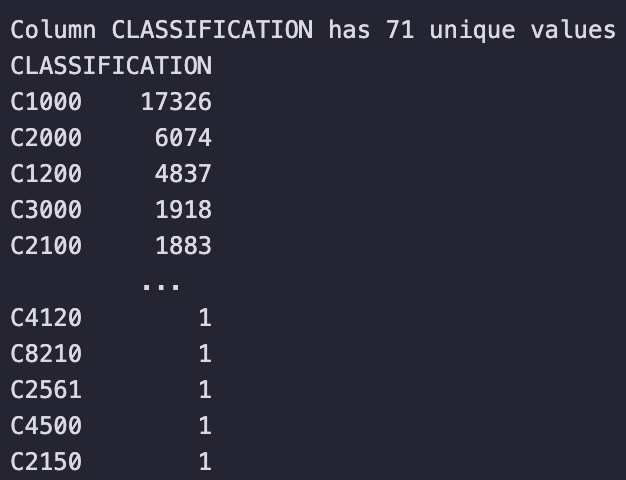 Column CLASSIFICATION has 71 unique values
CLASSIFICATION
C1000    17326
C2000     6074
C1200     4837
C3000     1918
C2100     1883
         ...
C4120        1
C8210        1
C2561        1
C4500        1
C2150        1